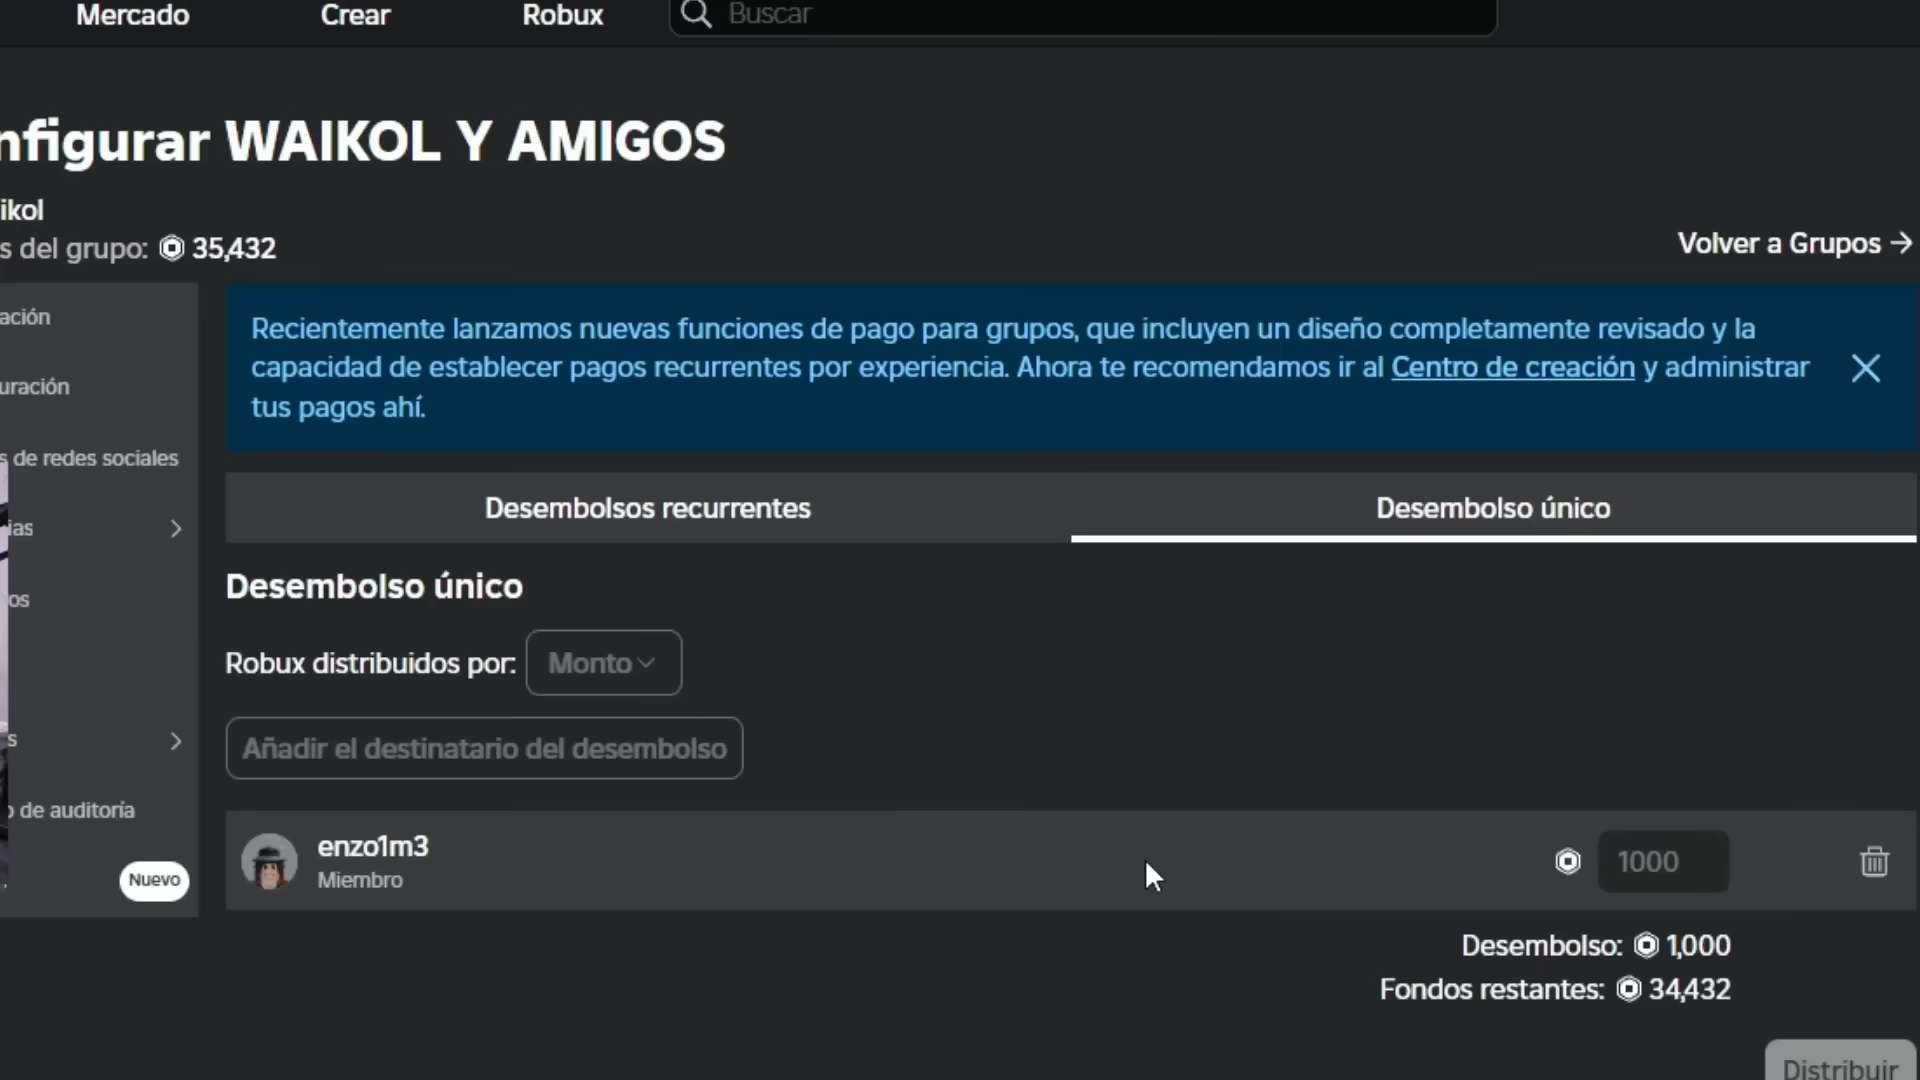 Mercado
Crear
Robux
Buscar
nfigurar WAIKOL Y AMIGOS
ikol
s del grupo: 35,432
Volver a Grupos →
ación
uración
s de redes sociales
ias
os
s
o de auditoría
Nuevo
Recientemente lanzamos nuevas funciones de pago para grupos, que incluyen un diseño completamente revisado y la
capacidad de establecer pagos recurrentes por experiencia. Ahora te recomendamos ir al Centro de creación y administrar
tus pagos ahí.
Desembolsos recurrentes
Desembolso único
Desembolso único
Robux distribuidos por: Monto
Añadir el destinatario del desembolso
enzo1m3
Miembro
1000
Desembolso: 1,000
Fondos restantes: 34,432
Distribuir